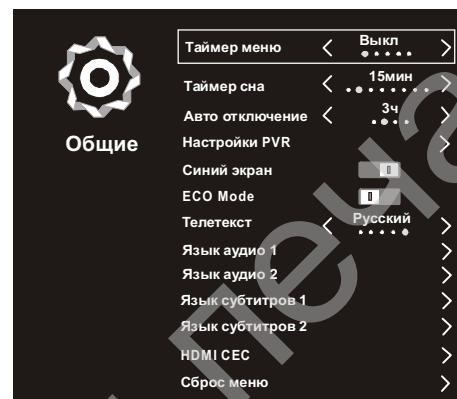 Таймер меню Выкл
Таймер сна 15мин
Авто отключение 3ч
Общие
Настройки PVR
Синий экран
ECO Mode
Телетекст Русский
Язык аудио 1
Язык аудио 2
Язык субтитров 1
Язык субтитров 2
HDMI CEC
Сброс меню